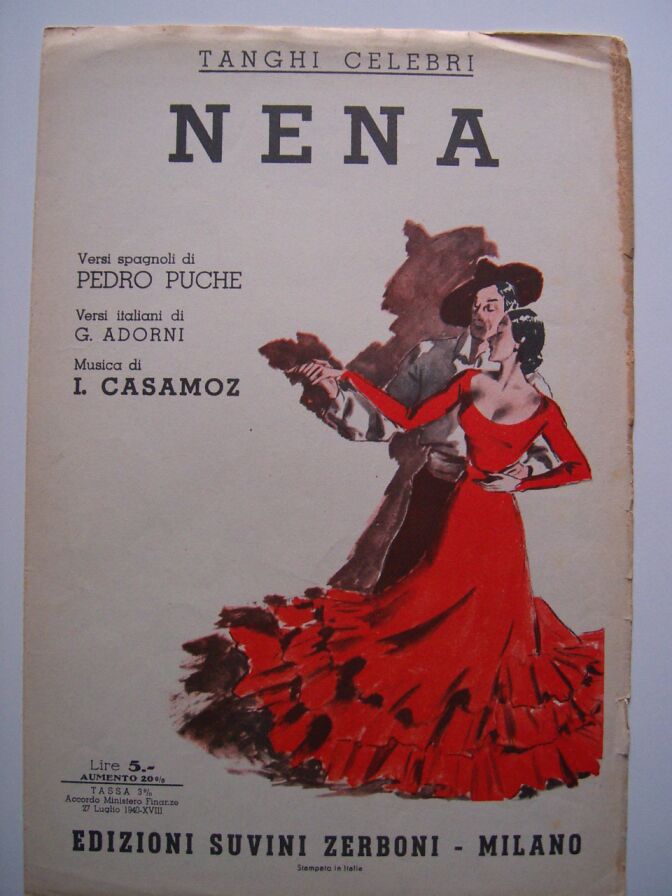 TANGHI CELEBRI
NENA
Versi spagnoli di
PEDRO PUCHE
Versi italiani di
G. ADORNI
Musica di
I. CASAMOZ
Lire 5.-
AUMENTO 20%
TASSA 3%
Accordo Ministero Finanze
27 Luglio 1940-XVIII
EDIZIONI SUVINI ZERBONI - MILANO
Stampato in Italia